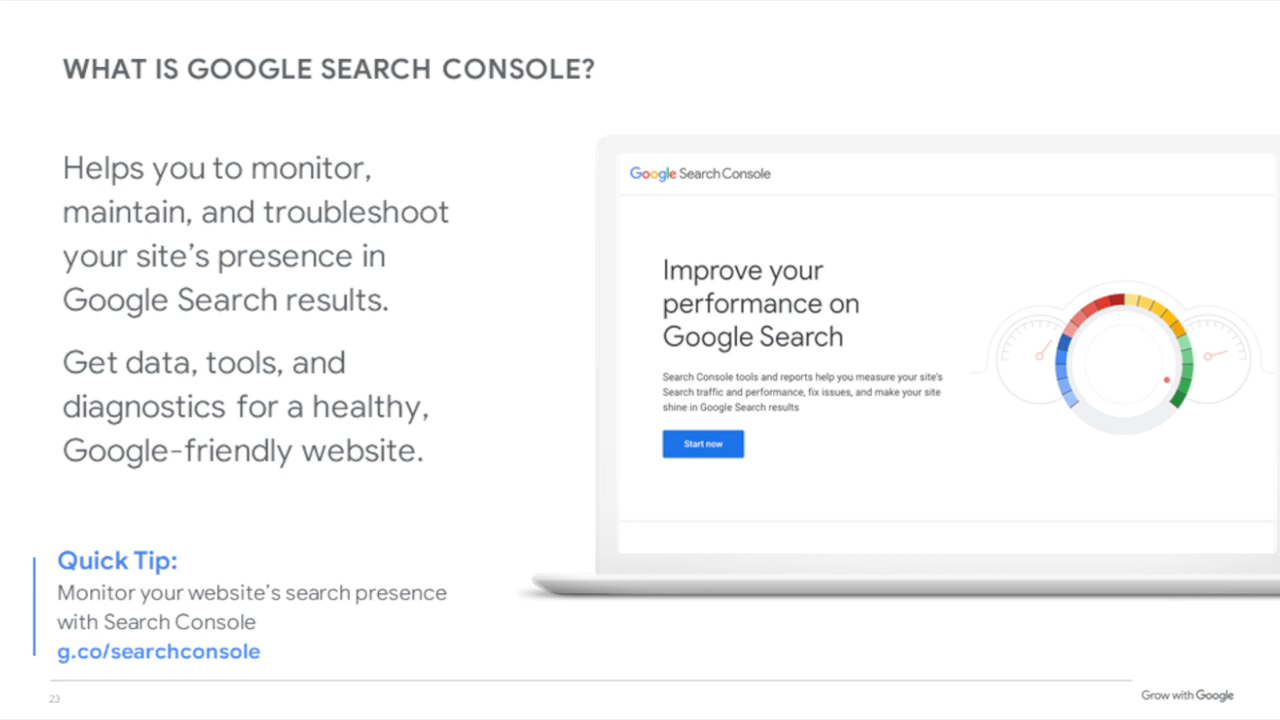 WHAT IS GOOGLE SEARCH CONSOLE?
Helps you to monitor,
maintain, and troubleshoot
your site’s presence in
Google Search results.
Get data, tools, and
diagnostics for a healthy,
Google-friendly website.
Quick Tip:
Monitor your website’s search presence
with Search Console
g.co/searchconsole
Google Search Console
Improve your
performance on
Google Search
Search Console tools and reports help you measure your site's
Search traffic and performance, fix issues, and make your site
shine in Google Search results
Start now
23
Grow with Google